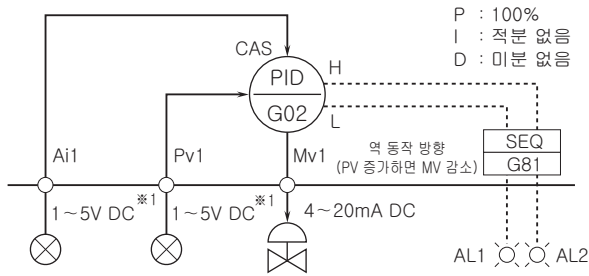 P : 100%
I : 적분 없음
D : 미분 없음
CAS
H
PID
G02
L
SEQ
G81
역 동작 방향
(PV 증가하면 MV 감소)
Ai1
Pv1
Mv1
1~5V DC ※1
1~5V DC ※1
4~20mA DC
AL1
AL2